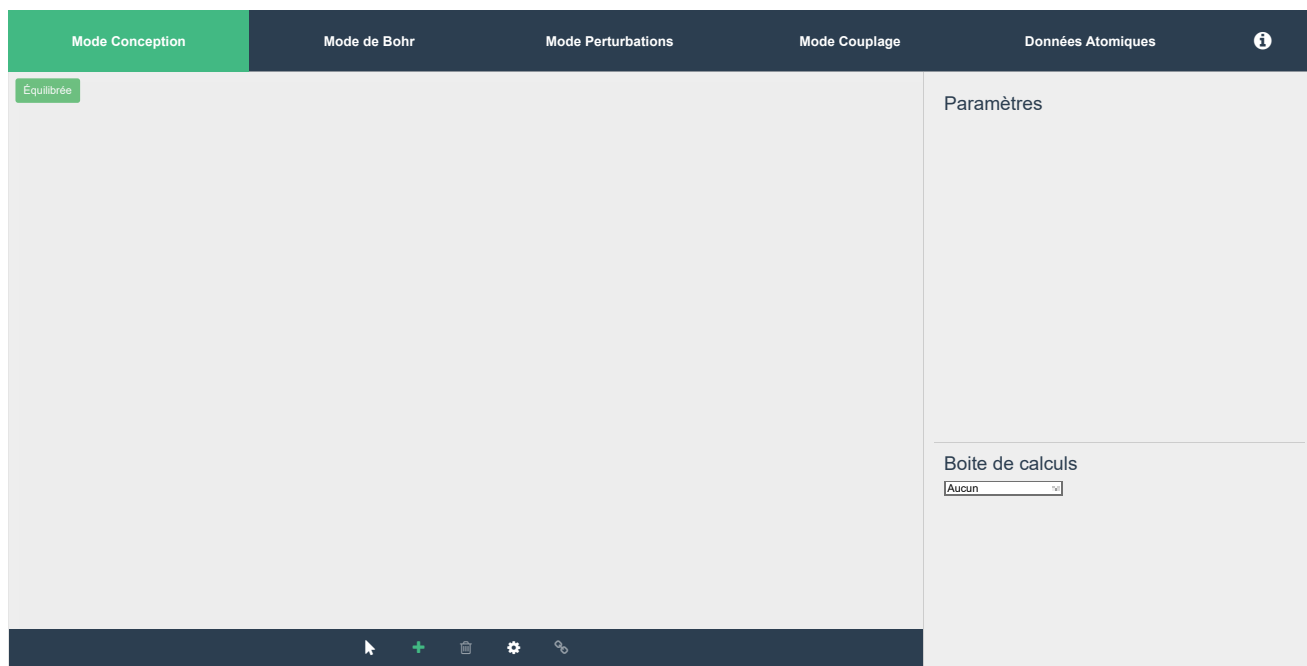 Mode Conception
Mode de Bohr
Mode Perturbations
Mode Couplage
Données Atomiques
Équilibrée
Paramètres
Boite de calculs
Aucun